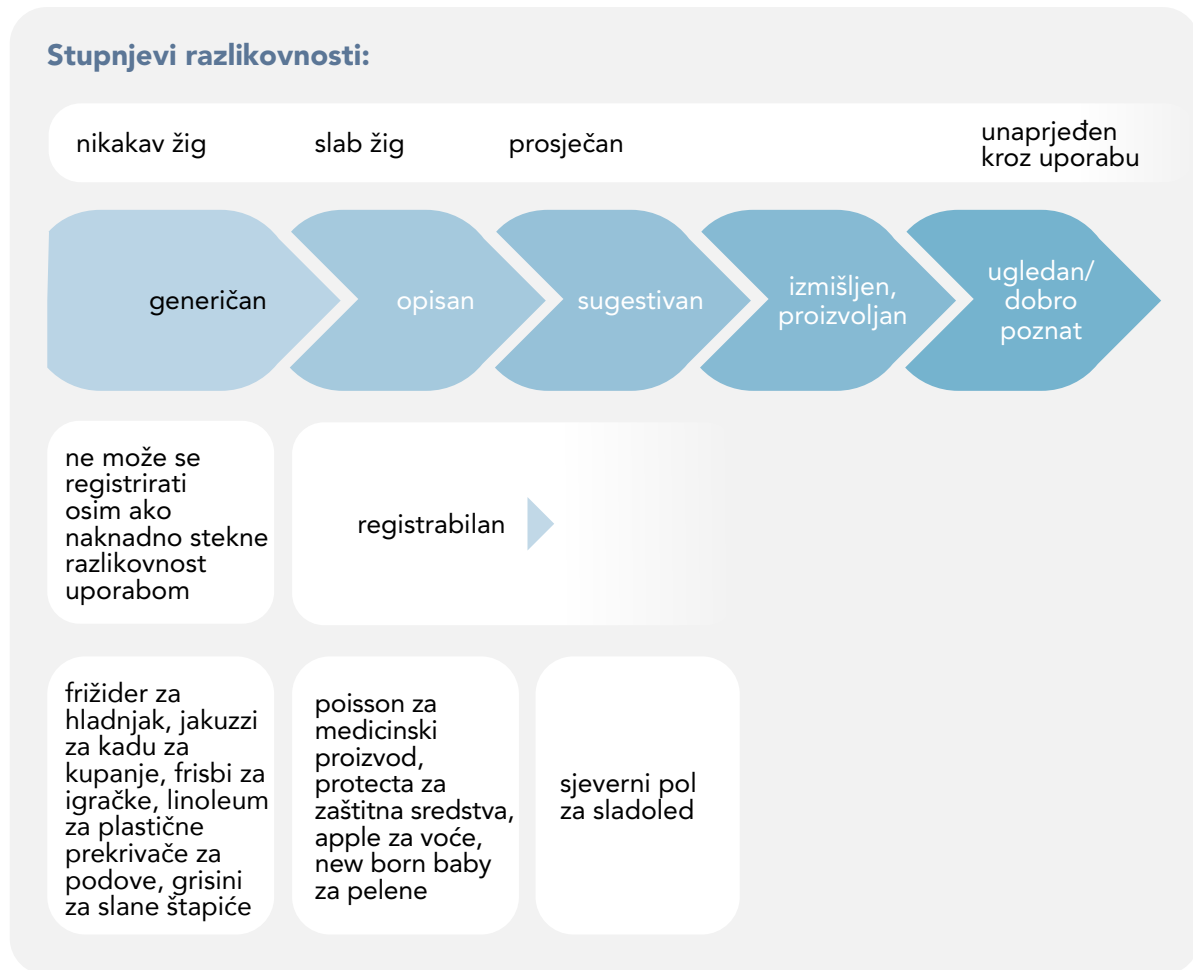 Stupnjevi razlikovnosti:
nikakav žig
slab žig
prosječan
unaprjeđen
kroz uporabu
generičan
opisan
sugestivan
izmišljen,
proizvoljan
ugledan/
dobro
poznat
ne može se
registrirati
osim ako
naknadno stekne
razlikovnost
uporabom
registrabilan
frižider za
hladnjak, jakuzzi
za kadu za
kupanje, frisbi za
igračke, linoleum
za plastične
prekrivače za
podove, grisini
za slane štapiće
poisson za
medicinski
proizvod,
protecta za
zaštitna sredstva,
apple za voće,
new born baby
za pelene
sjeverni pol
za sladoled